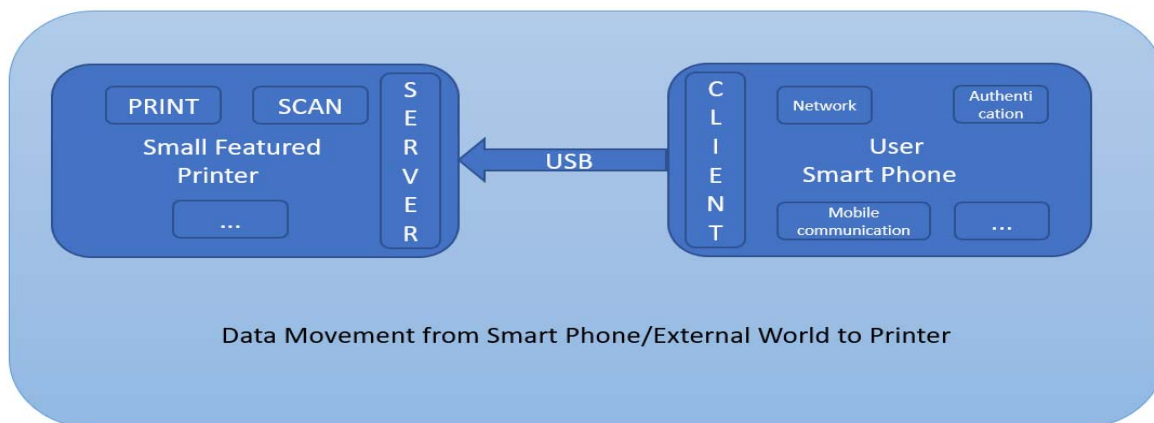 PRINT
SCAN
Small Featured
Printer
...
S
E
R
V
E
R
USB
C
L
I
E
N
T
Network
Authenti
cation
User
Smart Phone
Mobile
communication
...
Data Movement from Smart Phone/External World to Printer